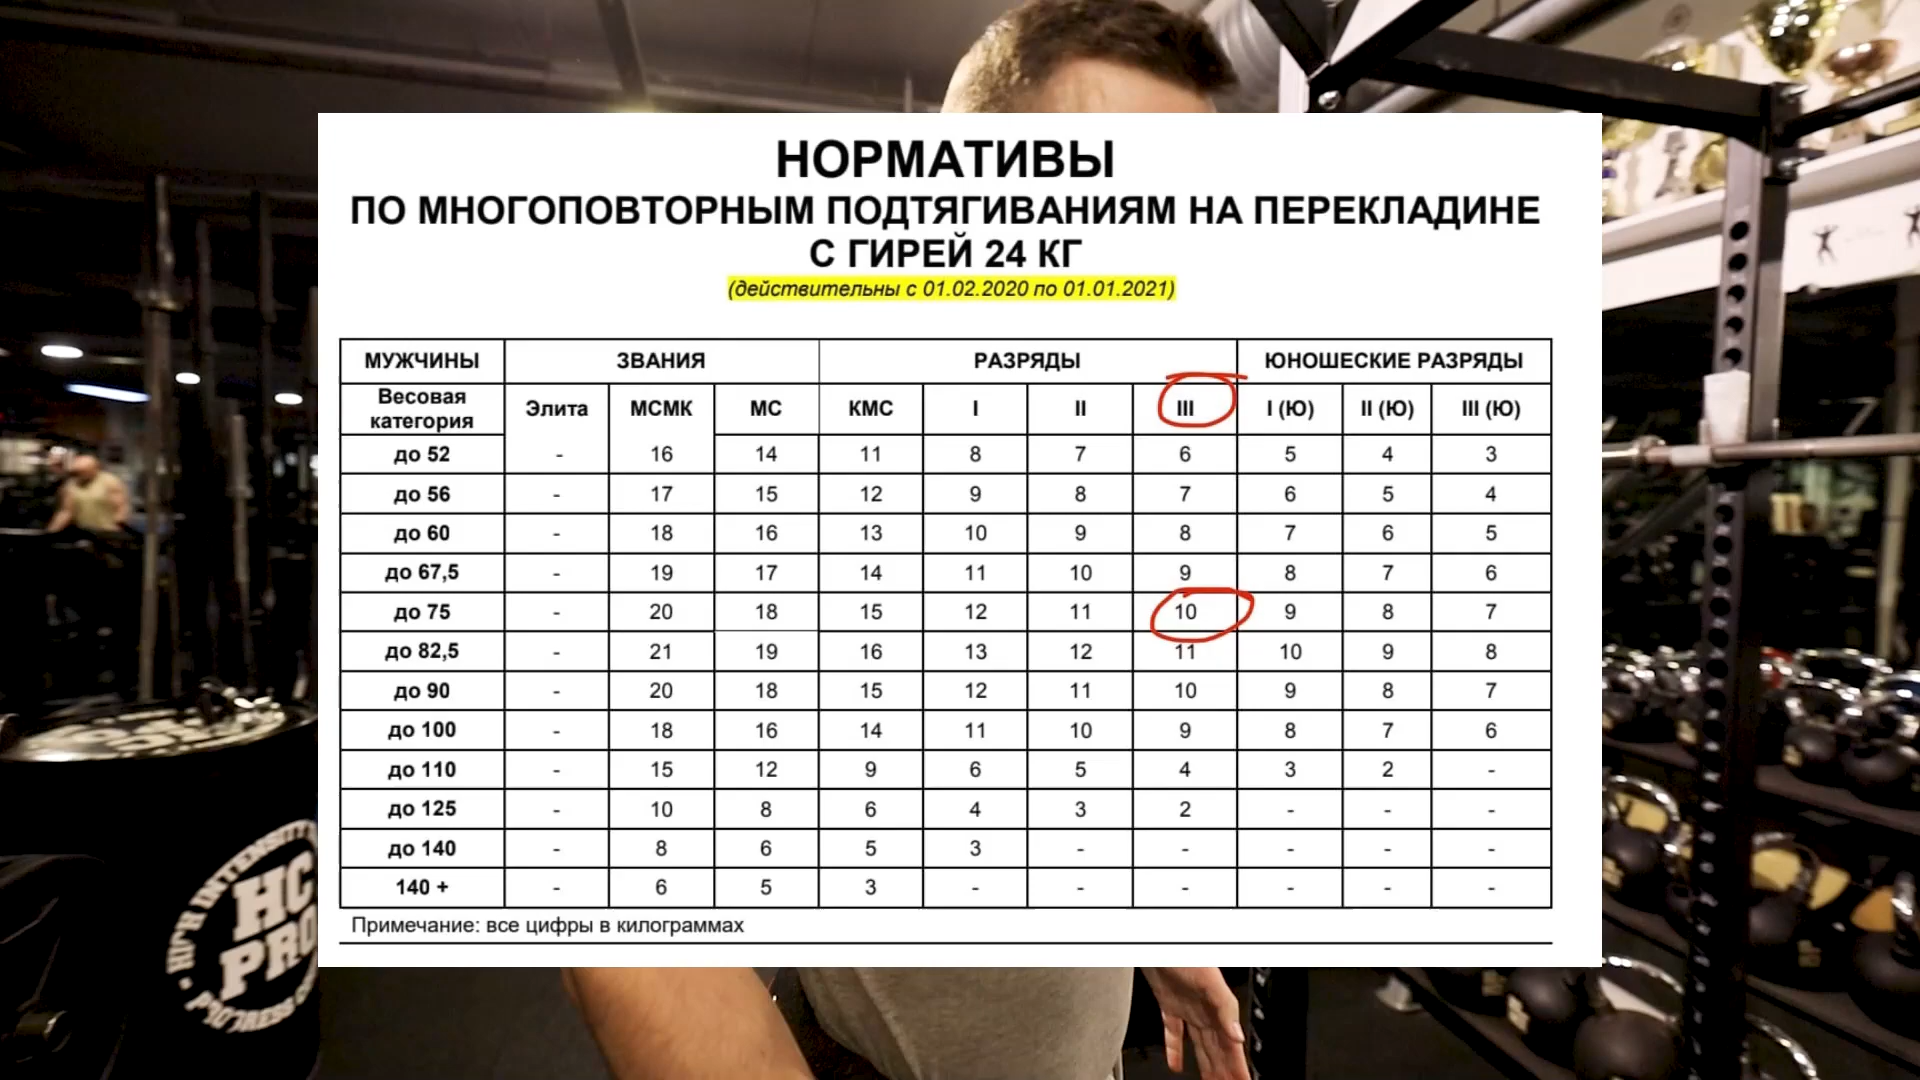 НОРМАТИВЫ
ПО МНОГОПОВТОРНЫМ ПОДТЯГИВАНИЯМ НА ПЕРЕКЛАДИНЕ
С ГИРЕЙ 24 КГ
(действительны с 01.02.2020 по 01.01.2021)
МУЖЧИНЫ ЗВАНИЯ РАЗРЯДЫ ЮНОШЕСКИЕ РАЗРЯДЫ
Весовая категория Элита МСМК МС КМС I II III I (Ю) II (Ю) III (Ю)
до 52 - 16 14 11 8 7 6 5 4 3
до 56 - 17 15 12 9 8 7 6 5 4
до 60 - 18 16 13 10 9 8 7 6 5
до 67,5 - 19 17 14 11 10 9 8 7 6
до 75 - 20 18 15 12 11 10 9 8 7
до 82,5 - 21 19 16 13 12 11 10 9 8
до 90 - 20 18 15 12 11 10 9 8 7
до 100 - 18 16 14 11 10 9 8 7 6
до 110 - 15 12 9 6 5 4 3 2 -
до 125 - 10 8 6 4 3 2 - - -
до 140 - 8 6 5 3 - - - - -
140 + - 6 5 3 - - - - - -
Примечание: все цифры в килограммах
HIGH INTENSITY
HC
PRO
PROGRESS